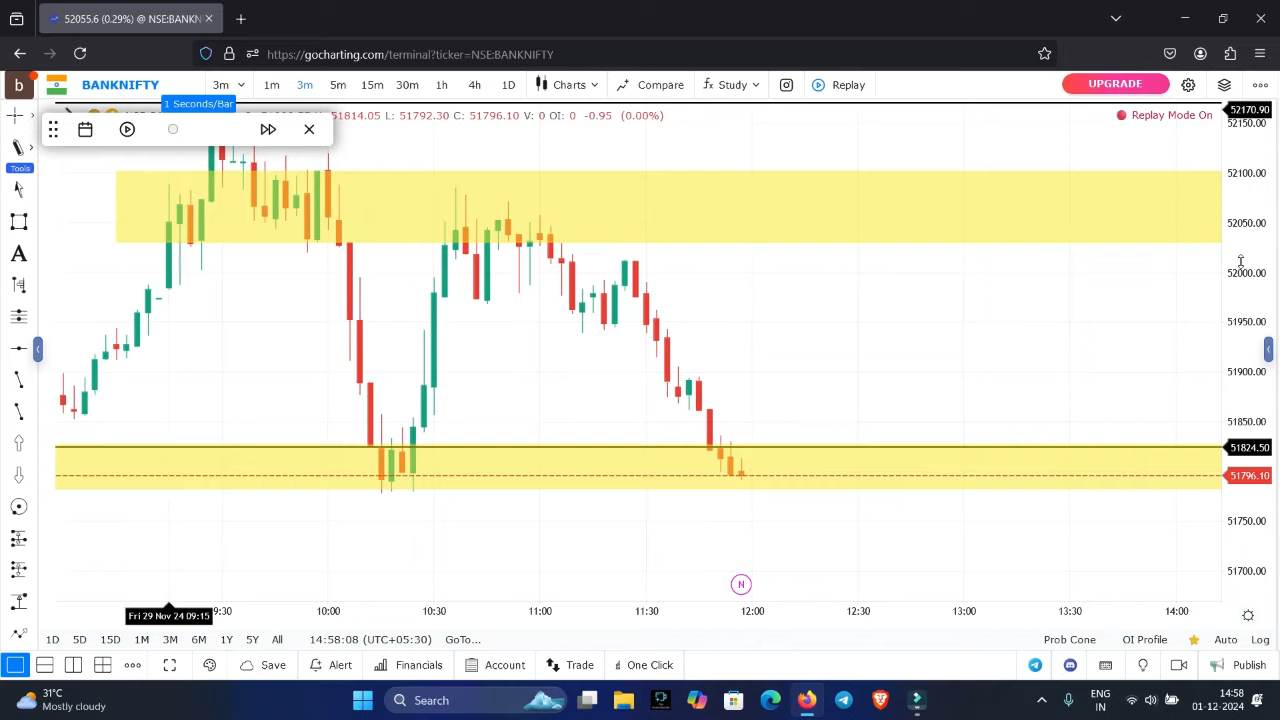 52055.6 (0.29%) @ NSE:BANKN
https://gocharting.com/terminal?ticker=NSE:BANKNIFTY
b BANKNIFTY 3m 1m 3m 5m 15m 30m 1h 4h 1D Charts Compare fx Study Replay UPGRADE
1 Seconds/Bar
51814.05 L: 51792.30 C: 51796.10 V: 0 OI: 0 -0.95 (0.00%) Replay Mode On
52170.90
52150.00
Tools
52100.00
52050.00
A
52000.00
51950.00
51900.00
51850.00
51824.50
51796.10
51750.00
51700.00
N
Fri 29 Nov 24 09:15 9:30 10:00 10:30 11:00 11:30 12:00 12:30 13:00 13:30 14:00
1D 5D 15D 1M 3M 6M 1Y 5Y All 14:58:08 (UTC+05:30) GoTo... Prob Cone OI Profile Auto Log
Save Alert Financials Account Trade One Click Publish
31°C
Mostly cloudy
Search
ENG
IN
14:58
01-12-2024